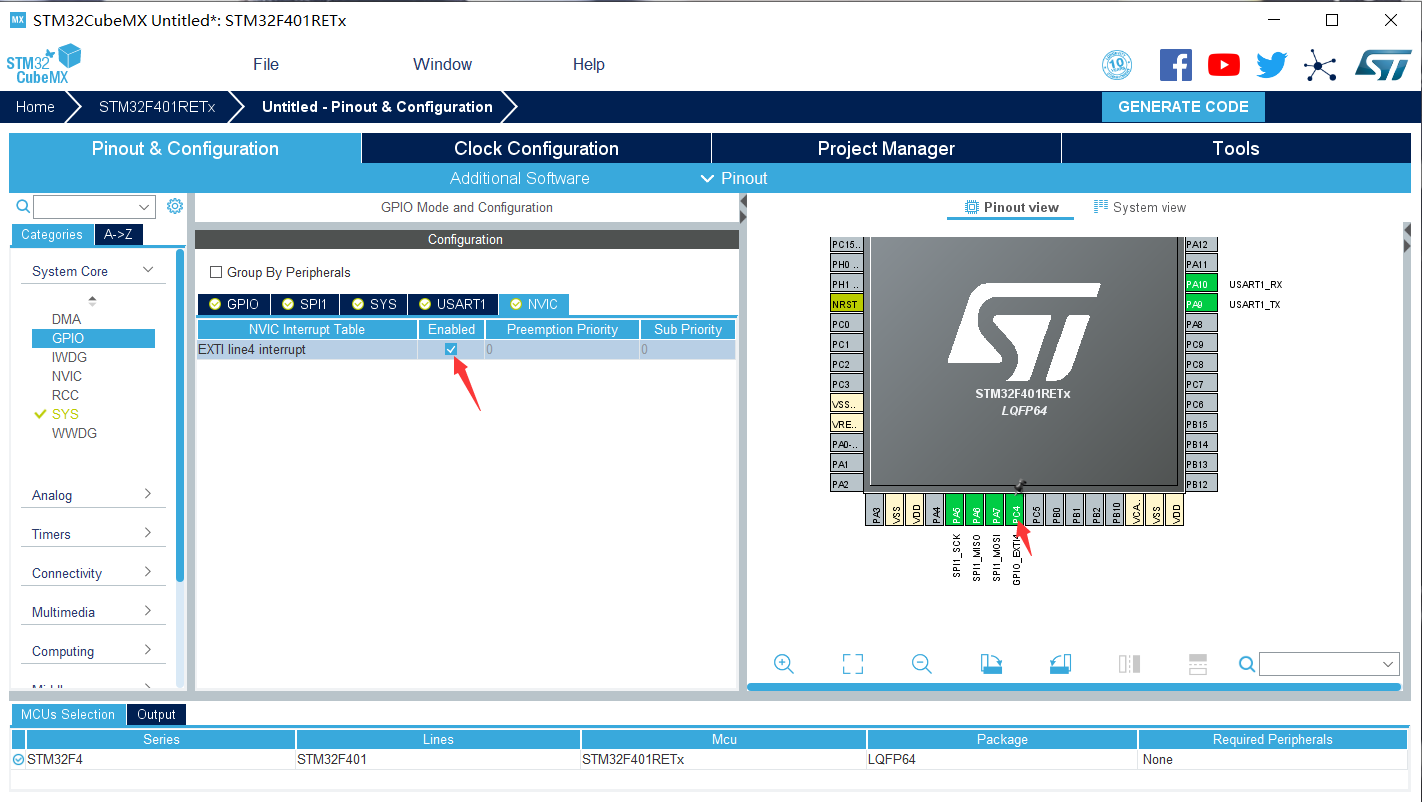 MX STM32CubeMX Untitled*: STM32F401RETx
STM32
CubeMX
File Window Help
10
Home STM32F401RETx Untitled - Pinout & Configuration GENERATE CODE
Pinout & Configuration Clock Configuration Project Manager Tools
Additional Software Pinout
GPIO Mode and Configuration
Pinout view System view
Categories A->Z
Configuration
System Core
Group By Peripherals
DMA
GPIO
IWDG
NVIC
RCC
SYS
WWDG
Analog
Timers
Connectivity
Multimedia
Computing
GPIO SPI1 SYS USART1 NVIC
NVIC Interrupt Table Enabled Preemption Priority Sub Priority
EXTI line4 interrupt 0 0
PC15..
PH0 ..
PH1 ..
NRST
PC0
PC1
PC2
PC3
VSS..
VRE..
PA0-..
PA1
PA2
STM32F401RETx
LQFP64
PA12
PA11
PA10 USART1_RX
PA9 USART1_TX
PA8
PC9
PC8
PC7
PC6
PB15
PB14
PB13
PB12
PA3 VSS VDD PA4 PA5 PA6 PA7 PC4 PC5 PB0 PB1 PB2 PB10 VCA.. VSS VDD
SPI1_SCK SPI1_MISO SPI1_MOSI GPIO_EXTI4
MCUs Selection Output
Series Lines Mcu Package Required Peripherals
STM32F4 STM32F401 STM32F401RETx LQFP64 None